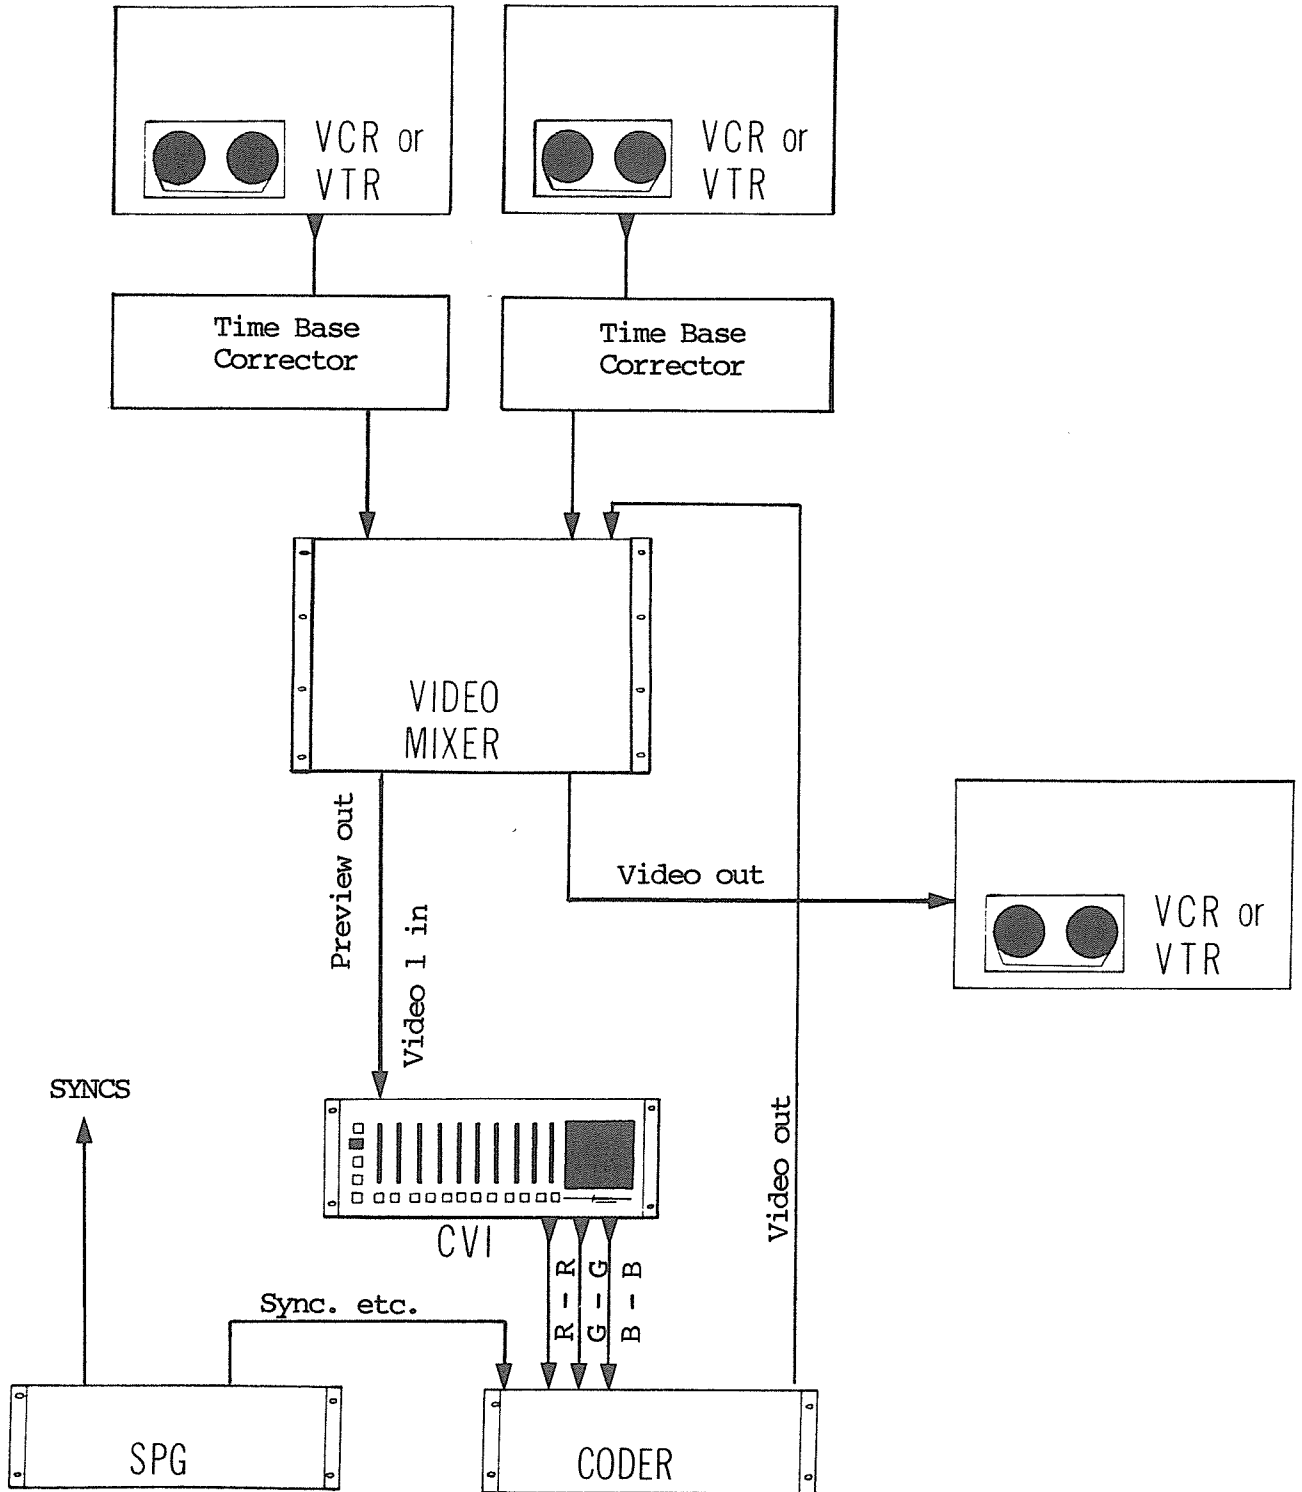 VCR or
VTR
VCR or
VTR
Time Base
Corrector
Time Base
Corrector
VIDEO
MIXER
Preview out
Video 1 in
Video out
VCR or
VTR
SYNCS
Video out
CVI
R - R
G - G
B - B
Sync. etc.
SPG
CODER